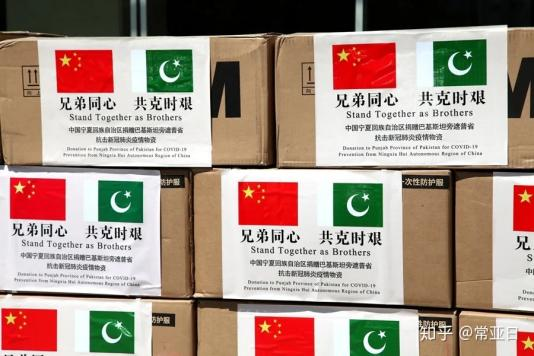 兄弟同心 共克时艰
Stand Together as Brothers
中国宁夏回族自治区捐赠巴基斯坦旁遮普省
抗击新冠肺炎疫情物资
Donation to Punjab Province of Pakistan for COVID-19
Prevention from Ningxia Hui Autonomous Region of China
M
兄弟同心 共克时艰
Stand Together as Brothers
中国宁夏回族自治区捐赠巴基斯坦旁遮普省
抗击新冠肺炎疫情物资
Donation to Punjab Province of Pakistan for COVID-19
Prevention from Ningxia Hui Autonomous Region of China
M
兄弟同心 共克时艰
Stand Together as Brothers
中国宁夏回族自治区捐赠巴基斯坦旁遮普省
抗击新冠肺炎疫情物资
Donation to Punjab Province of Pakistan for COVID-19
Prevention from Ningxia Hui Autonomous Region of China
防护服
兄弟同心 共克时艰
Stand Together as Brothers
中国宁夏回族自治区捐赠巴基斯坦旁遮普省
抗击新冠肺炎疫情物资
Donation to Punjab Province of Pakistan for COVID-19
Prevention from Ningxia Hui Autonomous Region of China
一次性防护服
兄
防护服
防护服
知乎 @常亚日